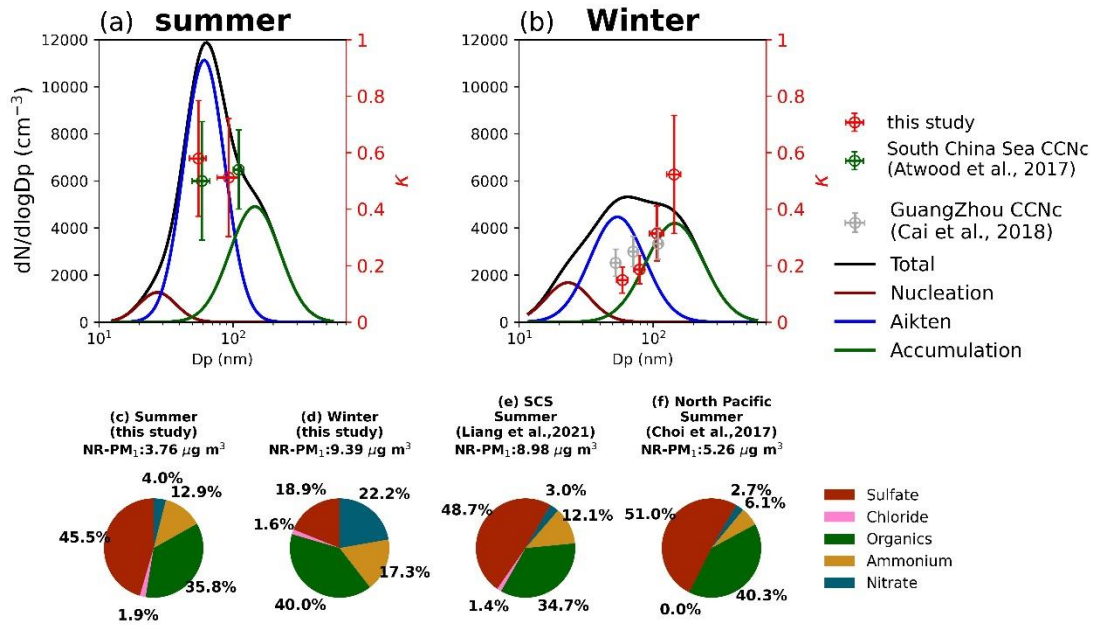 (a) summer
(b) Winter
12000
10000
8000
6000
4000
2000
0
dN/dlogDp (cm⁻³)
1
0.8
0.6
0.4
0.2
0
κ
10¹
10²
Dp (nm)
12000
10000
8000
6000
4000
2000
0
1
0.8
0.6
0.4
0.2
0
κ
10¹
10²
Dp (nm)
this study
South China Sea CCNc
(Atwood et al., 2017)
GuangZhou CCNc
(Cai et al., 2018)
Total
Nucleation
Aikten
Accumulation
(c) Summer
(this study)
NR-PM₁:3.76 μg m³
4.0%
12.9%
45.5%
35.8%
1.9%
(d) Winter
(this study)
NR-PM₁:9.39 μg m³
18.9%
22.2%
1.6%
17.3%
40.0%
(e) SCS
Summer
(Liang et al.,2021)
NR-PM₁:8.98 μg m³
3.0%
48.7%
12.1%
1.4%
34.7%
(f) North Pacific
Summer
(Choi et al.,2017)
NR-PM₁:5.26 μg m³
2.7%
51.0%
6.1%
0.0%
40.3%
Sulfate
Chloride
Organics
Ammonium
Nitrate